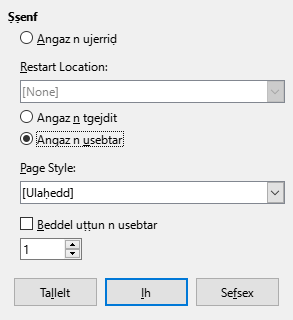 Ṣṣenf
Angaz n ujerriḍ
Restart Location:
[None]
Angaz n tgejdit
Angaz n usebtar
Page Style:
[Ulaḥedd]
Beddel uṭṭun n usebtar
1
Tallelt
Ih
Sefsex